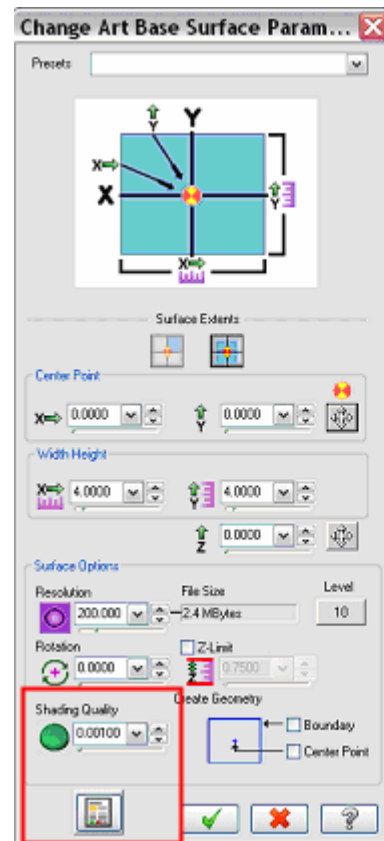 Change Art Base Surface Param...
Presets
Y
Y
X
X
Y
X
Surface Extents
Center Point
X 0.0000 Y 0.0000
Width Height
X 4.0000 Y 4.0000
Z 0.0000
Surface Options
Resolution File Size Level
200.000 2.4 MBytes 10
Rotation Z-Limit
0.0000 Z 0.7500
Shading Quality Create Geometry
0.00100 Boundary
Center Point
?